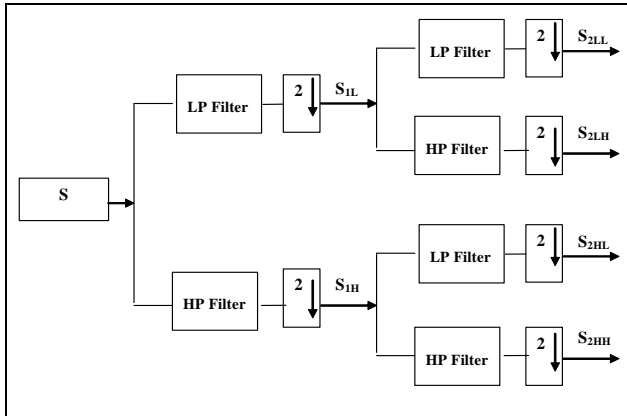 S
LP Filter
2
S1L
LP Filter
2
S2LL
HP Filter
2
S2LH
HP Filter
2
S1H
LP Filter
2
S2HL
HP Filter
2
S2HH